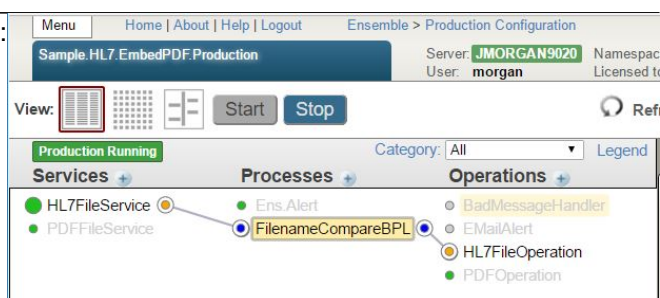 :
Menu Home | About | Help | Logout Ensemble > Production Configuration
Sample.HL7.EmbedPDF.Production Server: JMORGAN9020 Namespac
User: morgan Licensed to
View: Start Stop Refr
Production Running Category: All Legend
Services Processes Operations
HL7FileService Ens.Alert BadMessageHandler
PDFFileService FilenameCompareBPL EMailAlert
HL7FileOperation
PDFOperation